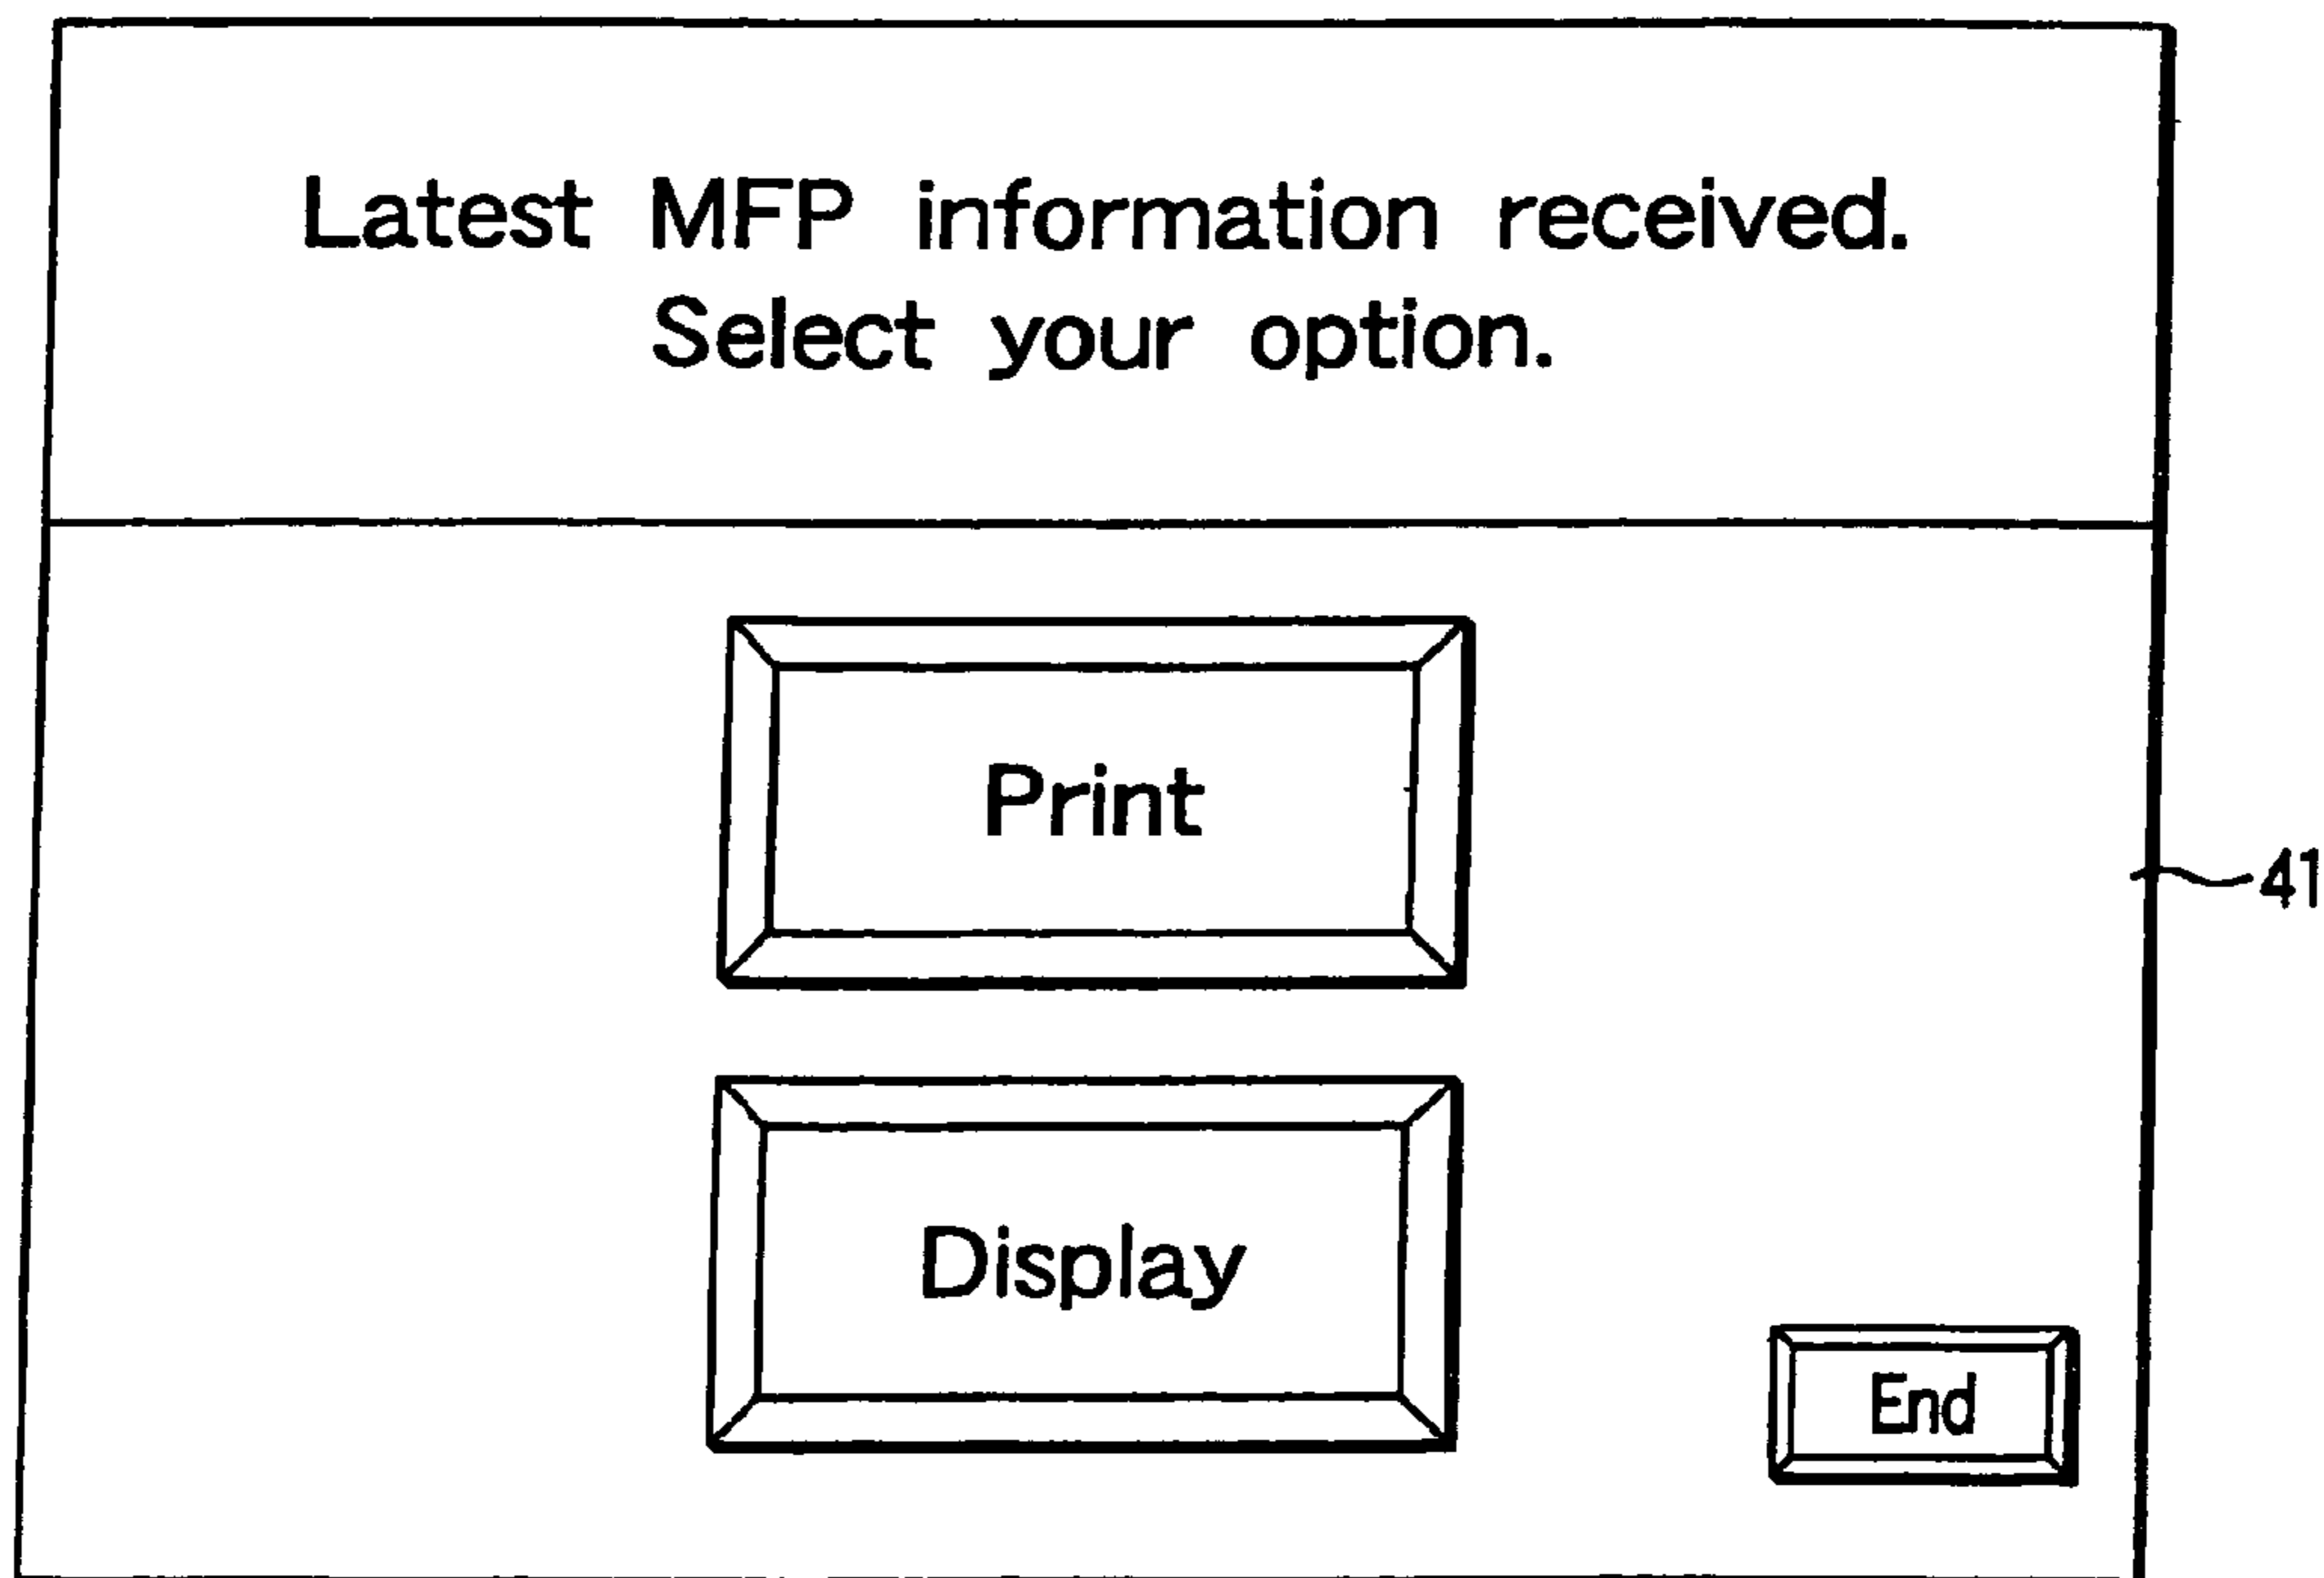 Latest MFP information received.
Select your option.
Print
41
Display
End